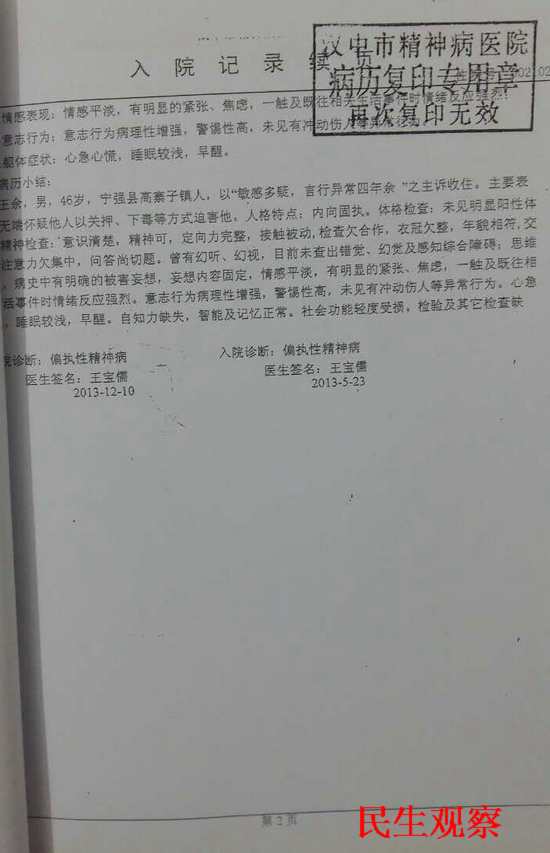 入院记录续页
汉中市精神病医院
病历复印专用章
再次复印无效
情感表现：情感平淡，有明显的紧张、焦虑，一触及既往相关生活事件时情绪反应强烈。
意志行为：意志行为病理性增强，警惕性高，未见有冲动伤人等异常行为。
躯体症状：心急心慌，睡眠较浅，早醒。
病历小结：
王余，男，46岁，宁强县高寨子镇人，以“敏感多疑，言行异常四年余 ”之主诉收住。主要表
无端怀疑他人以关押、下毒等方式迫害他。人格特点：内向固执。体格检查：未见明显阳性体
精神检查：意识清楚，精神可，定向力完整，接触被动,检查欠合作，衣冠欠整，年貌相符,交
注意力欠集中，问答尚切题。曾有幻听、幻视，目前未查出错觉、幻觉及感知综合障碍；思维
，病史中有明确的被害妄想，妄想内容固定，情感平淡，有明显的紧张、焦虑，一触及既往相
活事件时情绪反应强烈。意志行为病理性增强，警惕性高，未见有冲动伤人等异常行为。心急
，睡眠较浅，早醒。自知力缺失，智能及记忆正常。社会功能轻度受损，检验及其它检查缺
院诊断：偏执性精神病 入院诊断：偏执性精神病
医生签名：王宝儒 医生签名：王宝儒
2013-12-10 2013-5-23
第 2 页
民生观察